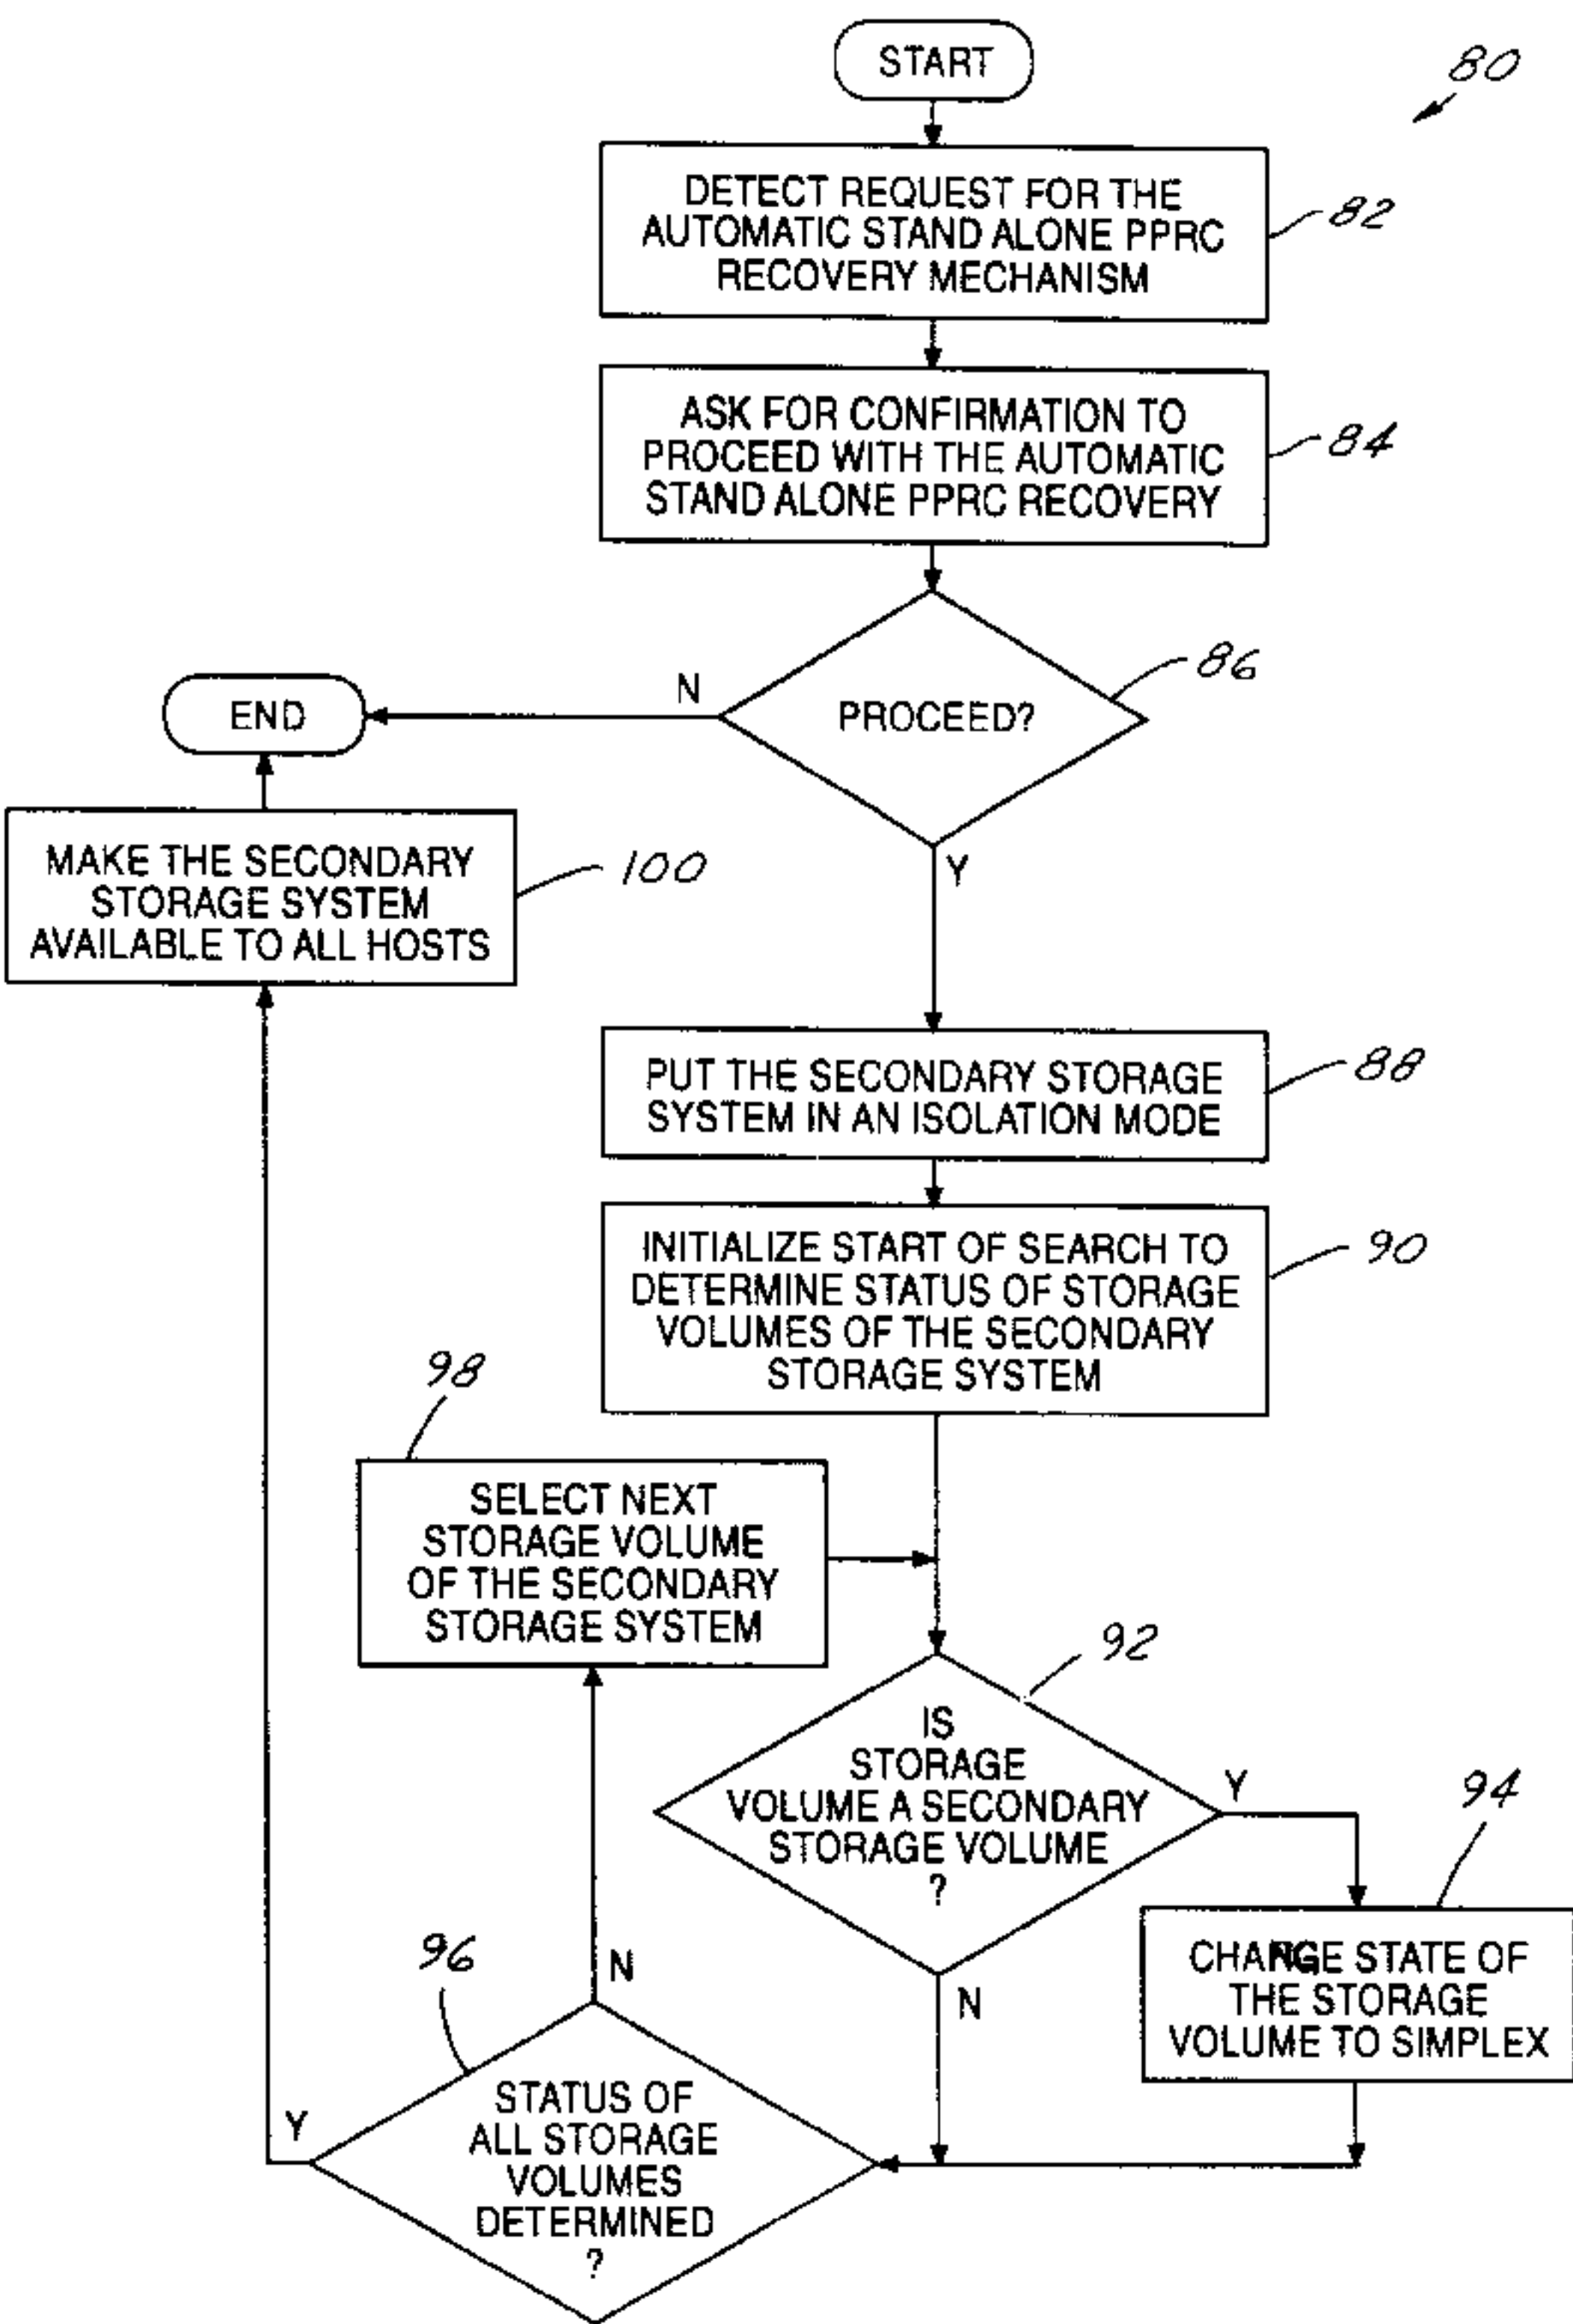 START
80
DETECT REQUEST FOR THE
AUTOMATIC STAND ALONE PPRC
RECOVERY MECHANISM
82
ASK FOR CONFIRMATION TO
PROCEED WITH THE AUTOMATIC
STAND ALONE PPRC RECOVERY
84
PROCEED?
86
N
END
Y
MAKE THE SECONDARY
STORAGE SYSTEM
AVAILABLE TO ALL HOSTS
100
PUT THE SECONDARY STORAGE
SYSTEM IN AN ISOLATION MODE
88
INITIALIZE START OF SEARCH TO
DETERMINE STATUS OF STORAGE
VOLUMES OF THE SECONDARY
STORAGE SYSTEM
90
98
SELECT NEXT
STORAGE VOLUME
OF THE SECONDARY
STORAGE SYSTEM
92
IS
STORAGE
VOLUME A SECONDARY
STORAGE VOLUME
?
Y
94
CHANGE STATE OF
THE STORAGE
VOLUME TO SIMPLEX
N
96
N
STATUS OF
ALL STORAGE
VOLUMES
DETERMINED
?
Y